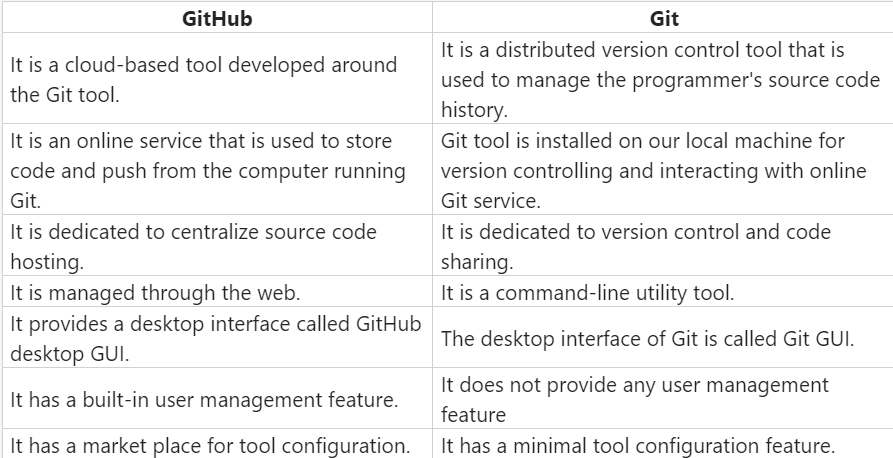 GitHub
Git
It is a cloud-based tool developed around
the Git tool.
It is a distributed version control tool that is
used to manage the programmer's source code
history.
It is an online service that is used to store
code and push from the computer running
Git.
Git tool is installed on our local machine for
version controlling and interacting with online
Git service.
It is dedicated to centralize source code
hosting.
It is dedicated to version control and code
sharing.
It is managed through the web.
It is a command-line utility tool.
It provides a desktop interface called GitHub
desktop GUI.
The desktop interface of Git is called Git GUI.
It has a built-in user management feature.
It does not provide any user management
feature
It has a market place for tool configuration.
It has a minimal tool configuration feature.